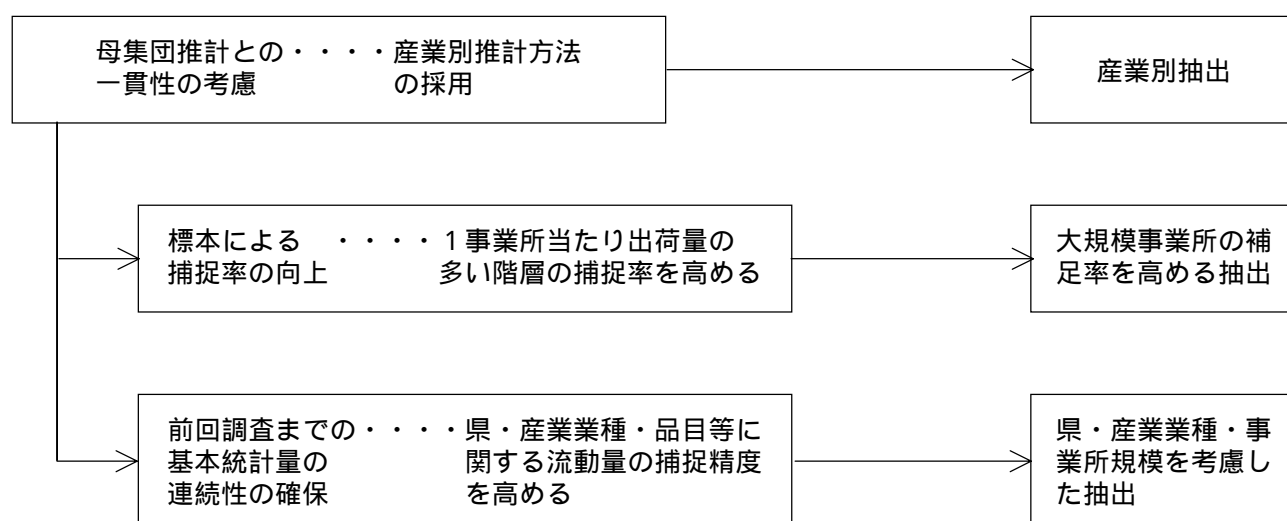 母集団推計との・・・・産業別推計方法
一貫性の考慮 の採用
産業別抽出
標本による ・・・・１事業所当たり出荷量の
捕捉率の向上 多い階層の捕捉率を高める
大規模事業所の補
足率を高める抽出
前回調査までの・・・・県・産業業種・品目等に
基本統計量の 関する流動量の捕捉精度
連続性の確保 を高める
県・産業業種・事
業所規模を考慮し
た抽出